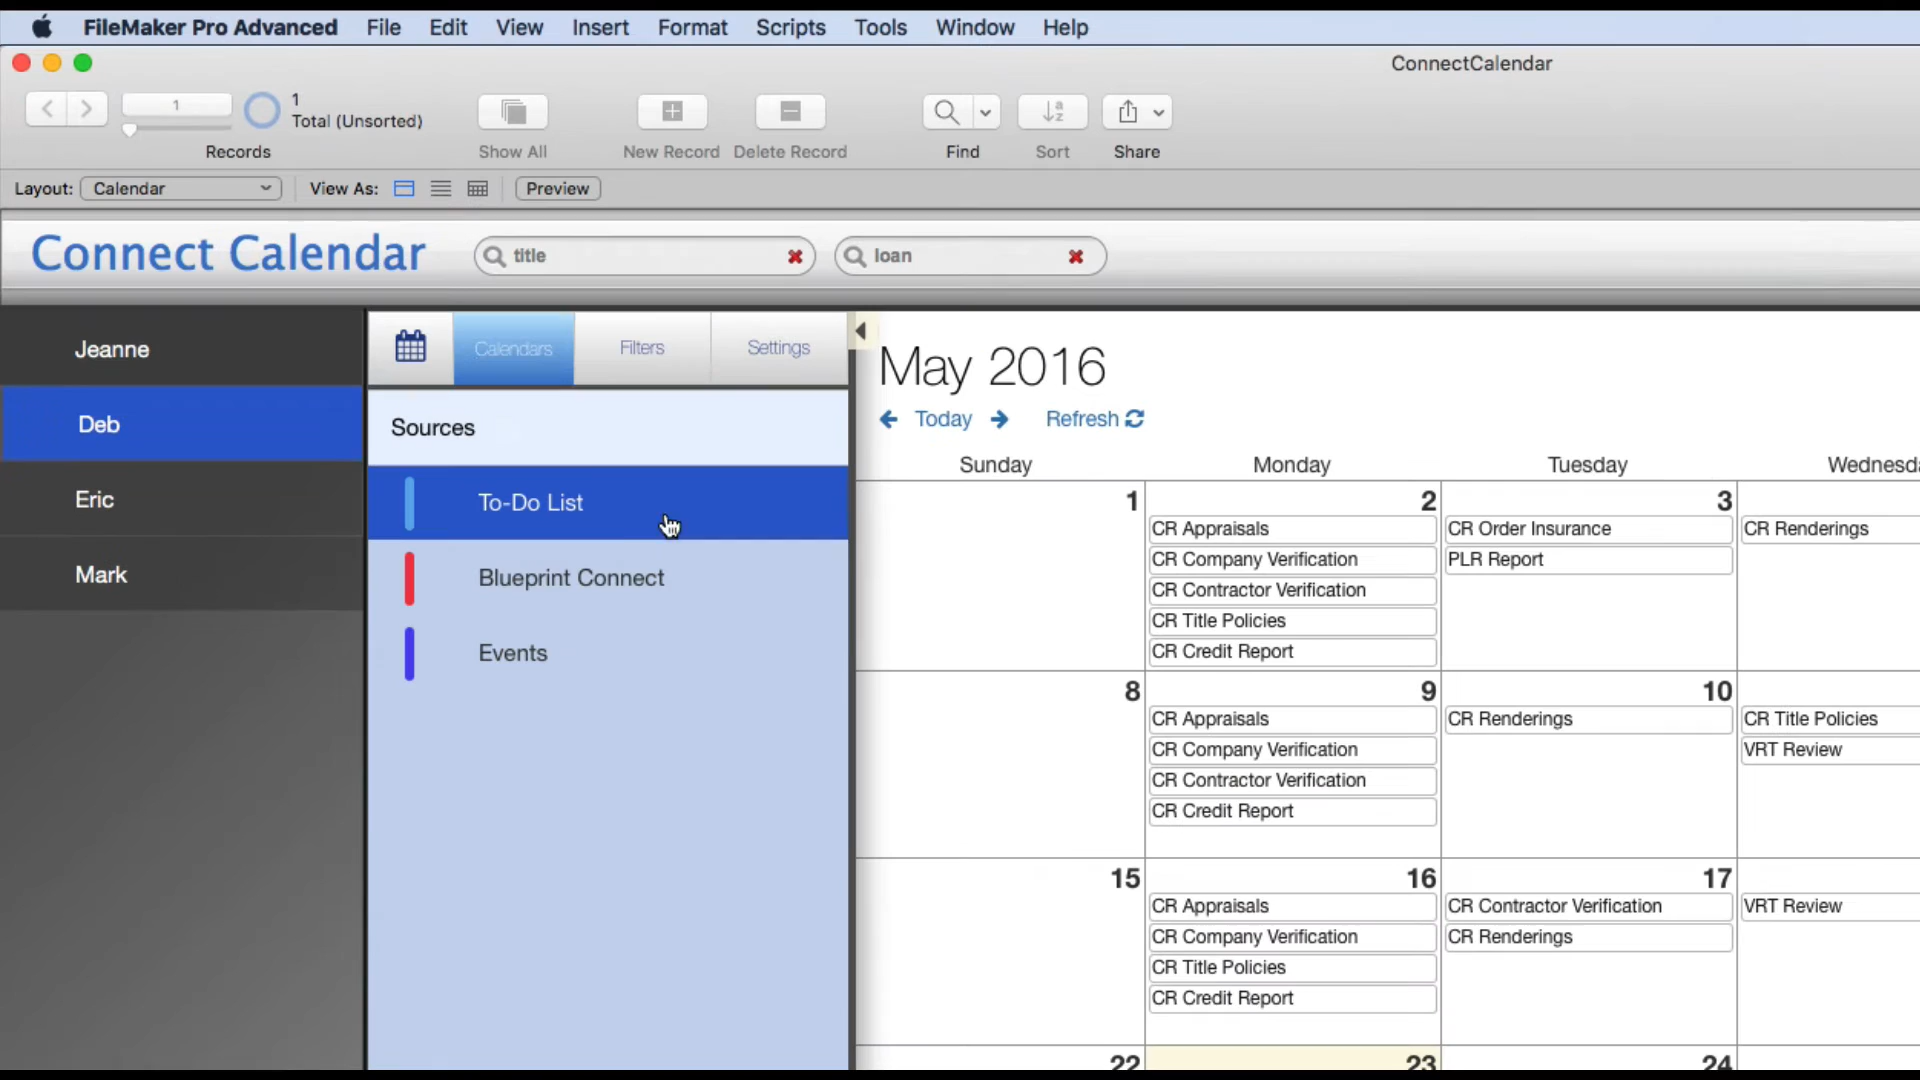 FileMaker Pro Advanced File Edit View Insert Format Scripts Tools Window Help
ConnectCalendar
1
1
Total (Unsorted)
Records
Show All
New Record
Delete Record
Find
Sort
Share
Layout: Calendar
View As:
Preview
Connect Calendar
title
loan
Jeanne
Deb
Eric
Mark
Calendars
Filters
Settings
Sources
To-Do List
Blueprint Connect
Events
May 2016
Today
Refresh
Sunday Monday Tuesday Wednesda
1
2
CR Appraisals
CR Company Verification
CR Contractor Verification
CR Title Policies
CR Credit Report
3
CR Order Insurance
PLR Report
CR Renderings
8
9
CR Appraisals
CR Company Verification
CR Contractor Verification
CR Credit Report
10
CR Renderings
CR Title Policies
VRT Review
15
16
CR Appraisals
CR Company Verification
CR Title Policies
CR Credit Report
17
CR Contractor Verification
CR Renderings
VRT Review
22
23
24